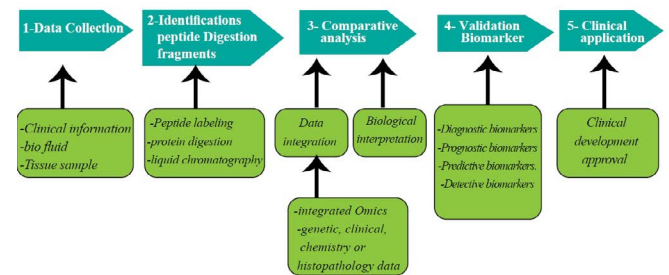 1-Data Collection
2-Identifications
peptide Digestion
fragments
3- Comparative
analysis
4- Validation
Biomarker
5- Clinical
application
-Clinical information
-bio fluid
-Tissue sample
-Peptide labeling
-protein digestion
-liquid chromatography
Data
integration
Biological
interpretation
-Diagnostic biomarkers
-Prognostic biomarkers
-Predictive biomarkers.
-Detective biomarkers
Clinical
development
approval
-integrated Omics
-genetic, clinical,
chemistry or
histopathology data